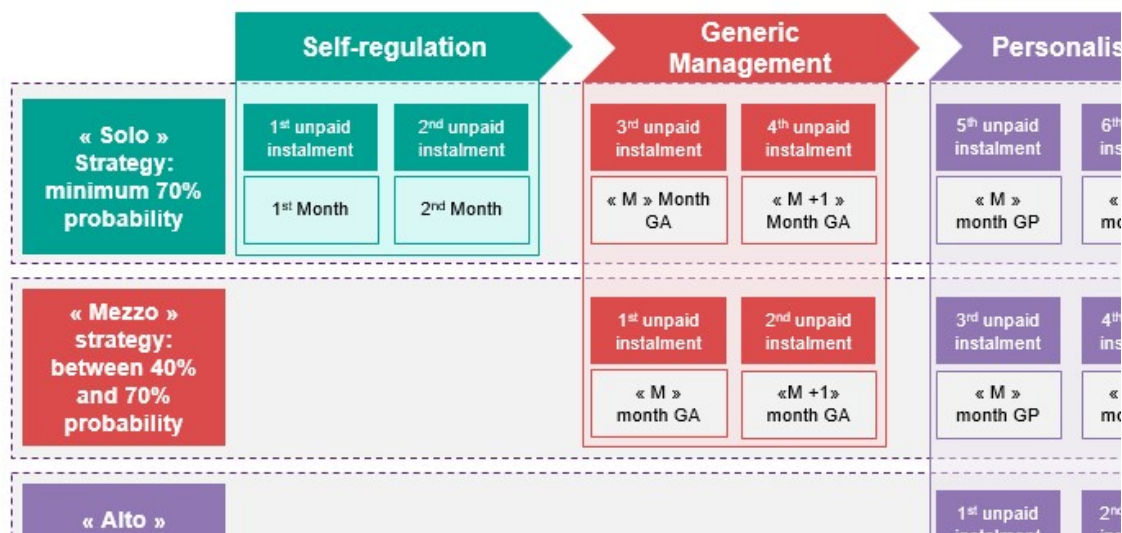 Self-regulation
Generic
Management
« Solo »
Strategy:
minimum 70%
probability
1st unpaid
instalment
2nd unpaid
instalment
3rd unpaid
instalment
4th unpaid
instalment
5th unpaid
instalment
1st Month
2nd Month
« M » Month
GA
« M +1 »
Month GA
« M »
month GP
« Mezzo »
strategy:
between 40%
and 70%
probability
1st unpaid
instalment
2nd unpaid
instalment
3rd unpaid
instalment
« M »
month GA
«M +1»
month GA
« M »
month GP
« Alto »
1st unpaid